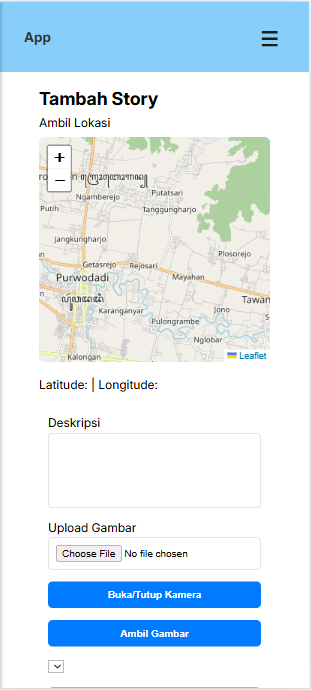 App
Tambah Story
Ambil Lokasi
+
−
Putatsari
Ngamberejo
Putih
Tanggungharjo
Jangkungharjo
Plosorejo
Getasrejo
Rejosari
Mayahan
Purwodadi
Tawan
Karanganyar
Jono
Pulongrambe
Nglobar
Kalongan
Leaflet
Latitude: | Longitude:
Deskripsi
Upload Gambar
Choose File No file chosen
Buka/Tutup Kamera
Ambil Gambar